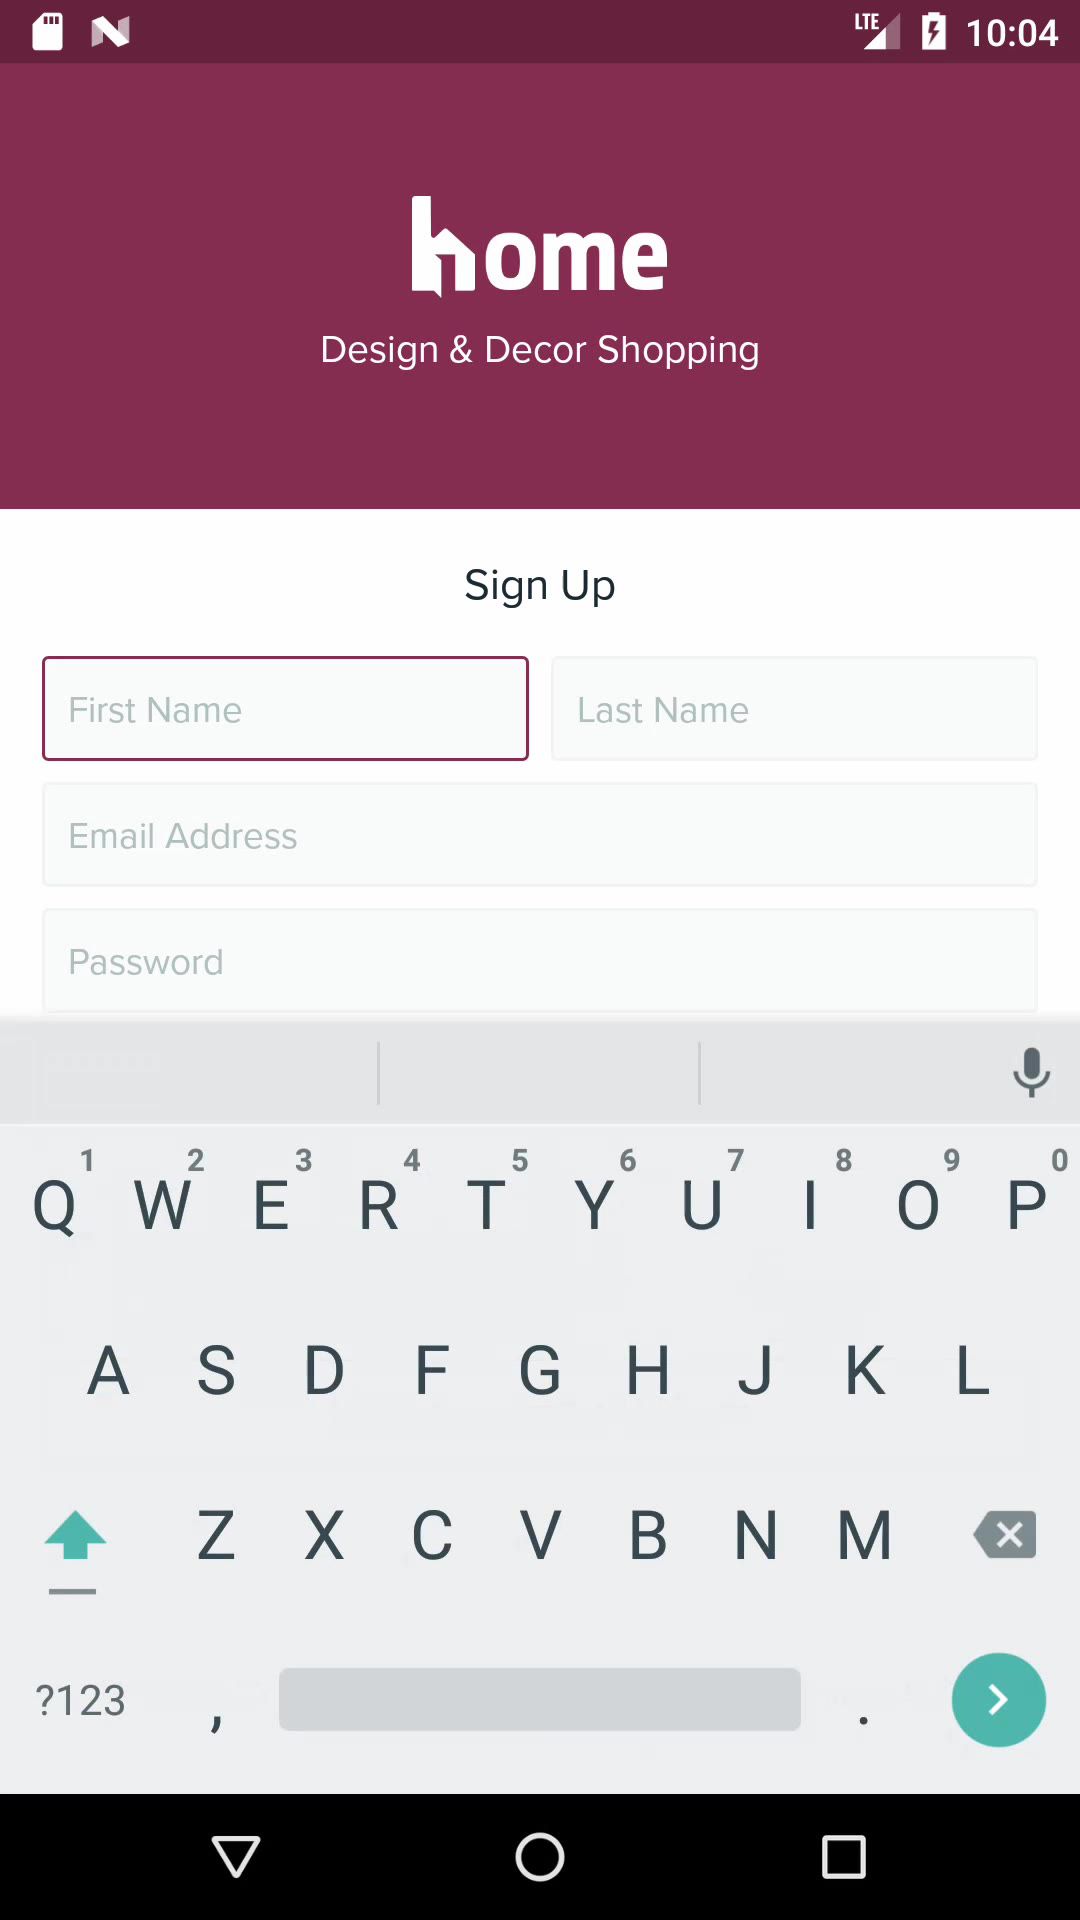 LTE 10:04
home
Design & Decor Shopping
Sign Up
First Name Last Name
Email Address
Password
1 2 3 4 5 6 7 8 9 0
Q W E R T Y U I O P
A S D F G H J K L
Z X C V B N M
?123 , .